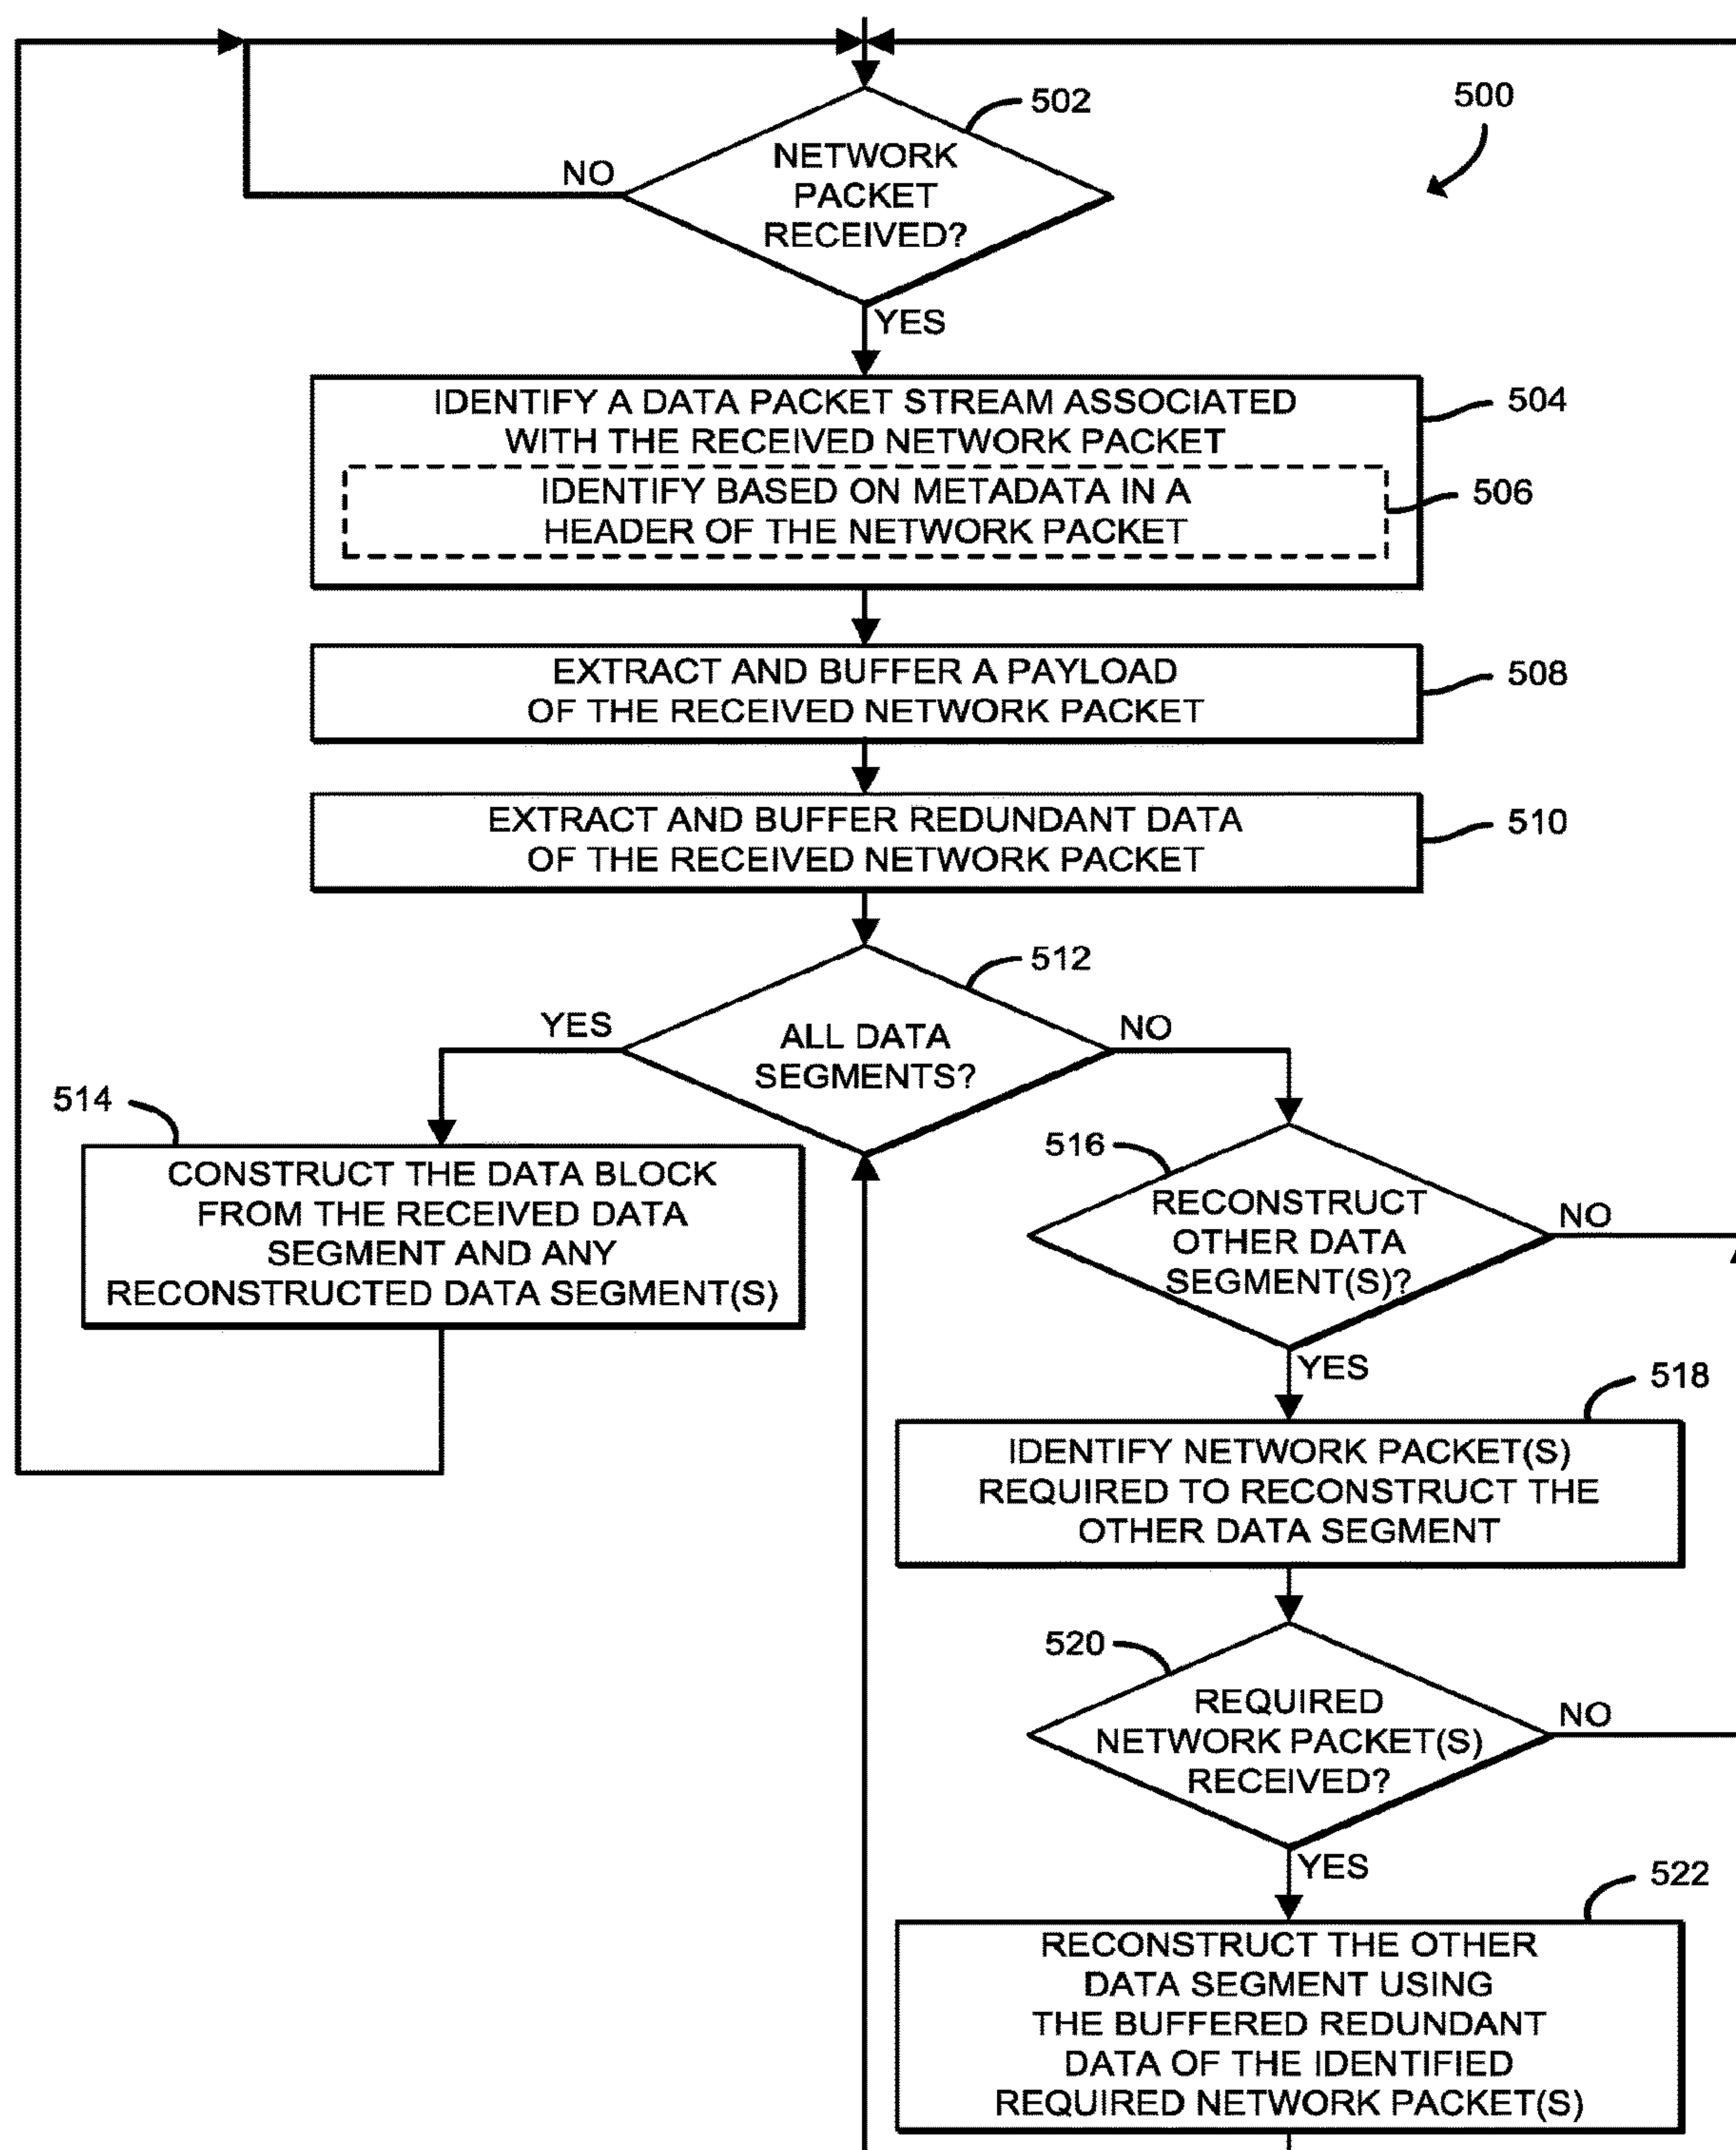 502
500
NETWORK
PACKET
RECEIVED?
NO
YES
IDENTIFY A DATA PACKET STREAM ASSOCIATED
WITH THE RECEIVED NETWORK PACKET
504
IDENTIFY BASED ON METADATA IN A
HEADER OF THE NETWORK PACKET
506
EXTRACT AND BUFFER A PAYLOAD
OF THE RECEIVED NETWORK PACKET
508
EXTRACT AND BUFFER REDUNDANT DATA
OF THE RECEIVED NETWORK PACKET
510
512
ALL DATA
SEGMENTS?
YES
NO
514
CONSTRUCT THE DATA BLOCK
FROM THE RECEIVED DATA
SEGMENT AND ANY
RECONSTRUCTED DATA SEGMENT(S)
516
RECONSTRUCT
OTHER DATA
SEGMENT(S)?
NO
YES
518
IDENTIFY NETWORK PACKET(S)
REQUIRED TO RECONSTRUCT THE
OTHER DATA SEGMENT
520
REQUIRED
NETWORK PACKET(S)
RECEIVED?
NO
YES
522
RECONSTRUCT THE OTHER
DATA SEGMENT USING
THE BUFFERED REDUNDANT
DATA OF THE IDENTIFIED
REQUIRED NETWORK PACKET(S)